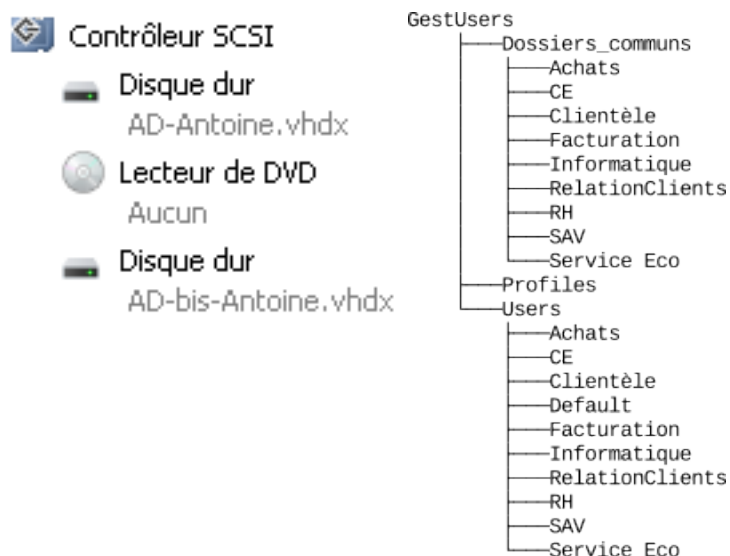 Contrôleur SCSI
Disque dur
AD-Antoine.vhdx
Lecteur de DVD
Aucun
Disque dur
AD-bis-Antoine.vhdx
GestUsers
Dossiers_communs
Achats
CE
Clientèle
Facturation
Informatique
RelationClients
RH
SAV
Service Eco
Profiles
Users
Achats
CE
Clientèle
Default
Facturation
Informatique
RelationClients
RH
SAV
Service Eco